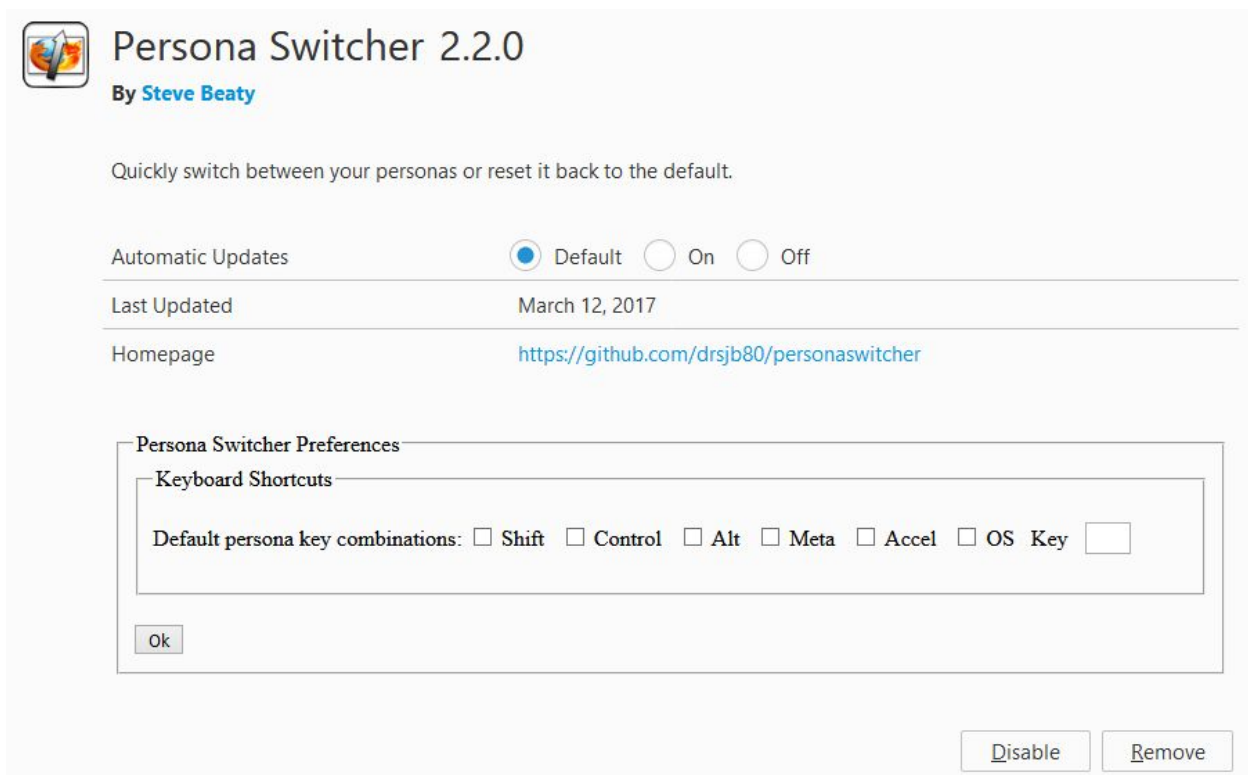 Persona Switcher 2.2.0
By Steve Beaty
Quickly switch between your personas or reset it back to the default.
Automatic Updates Default On Off
Last Updated March 12, 2017
Homepage https://github.com/drsjb80/personaswitcher
Persona Switcher Preferences
Keyboard Shortcuts
Default persona key combinations: Shift Control Alt Meta Accel OS Key
Ok
Disable Remove